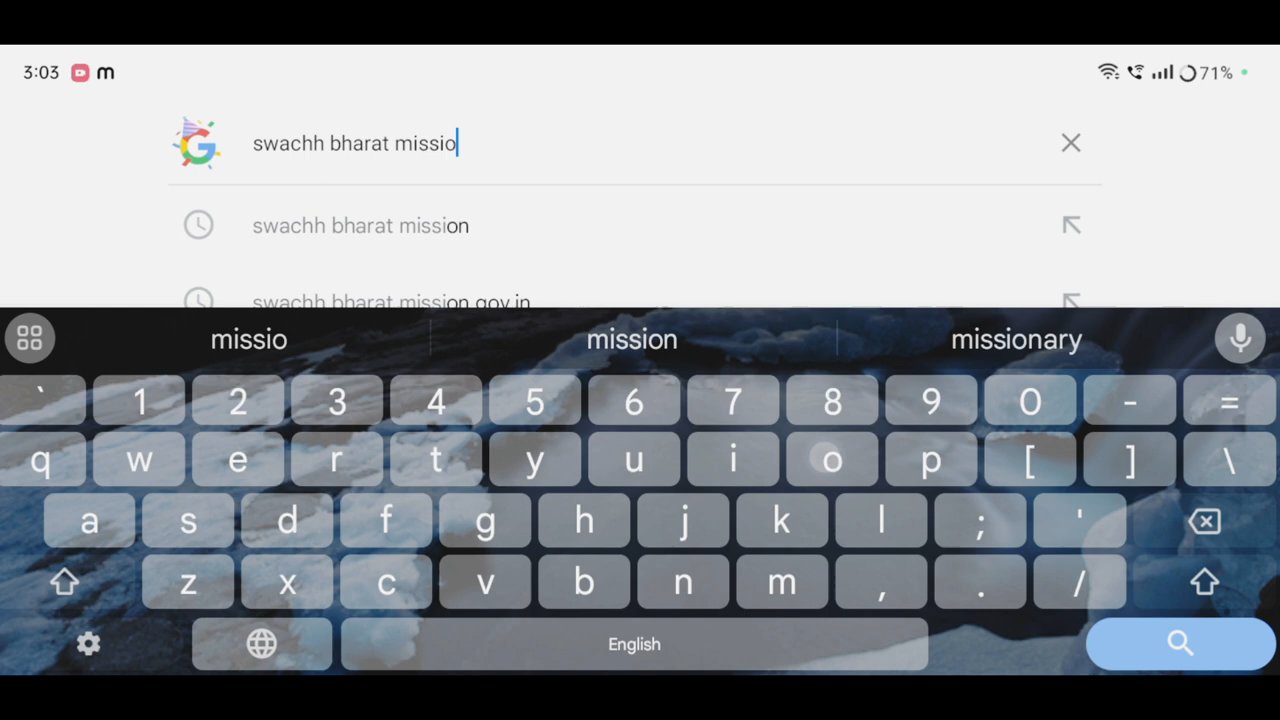 3:03 m 71%
swachh bharat missio
swachh bharat mission
swachh bharat mission gov.in
missio mission missionary
` 1 2 3 4 5 6 7 8 9 0 - =
q w e r t y u i o p [ ] \
a s d f g h j k l ; '
z x c v b n m , . /
English